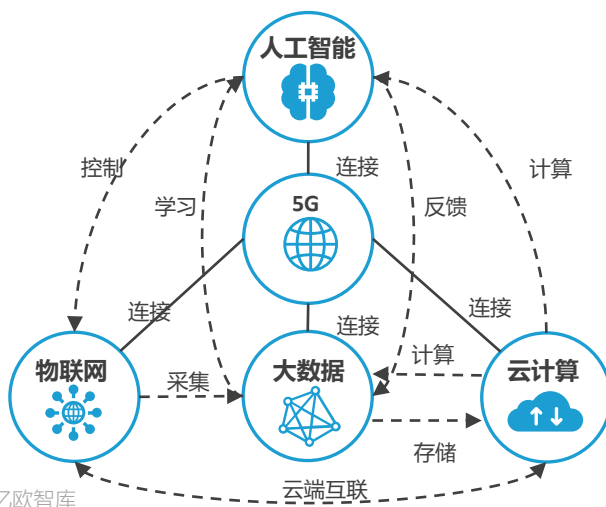 人工智能
控制
连接
计算
学习
5G
反馈
连接
连接
连接
物联网
采集
大数据
计算
云计算
存储
云端互联
亿欧智库